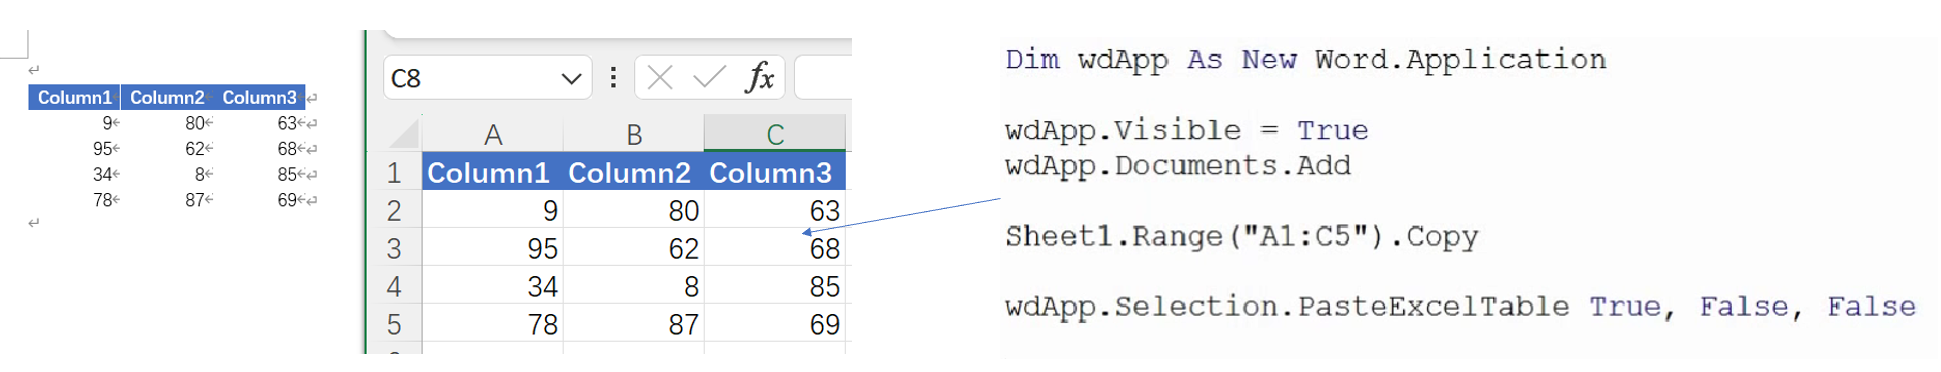 Column1 Column2 Column3
9 80 63
95 62 68
34 8 85
78 87 69
C8 fx
A B C
1 Column1 Column2 Column3
2 9 80 63
3 95 62 68
4 34 8 85
5 78 87 69
Dim wdApp As New Word.Application
wdApp.Visible = True
wdApp.Documents.Add
Sheet1.Range("A1:C5").Copy
wdApp.Selection.PasteExcelTable True, False, False